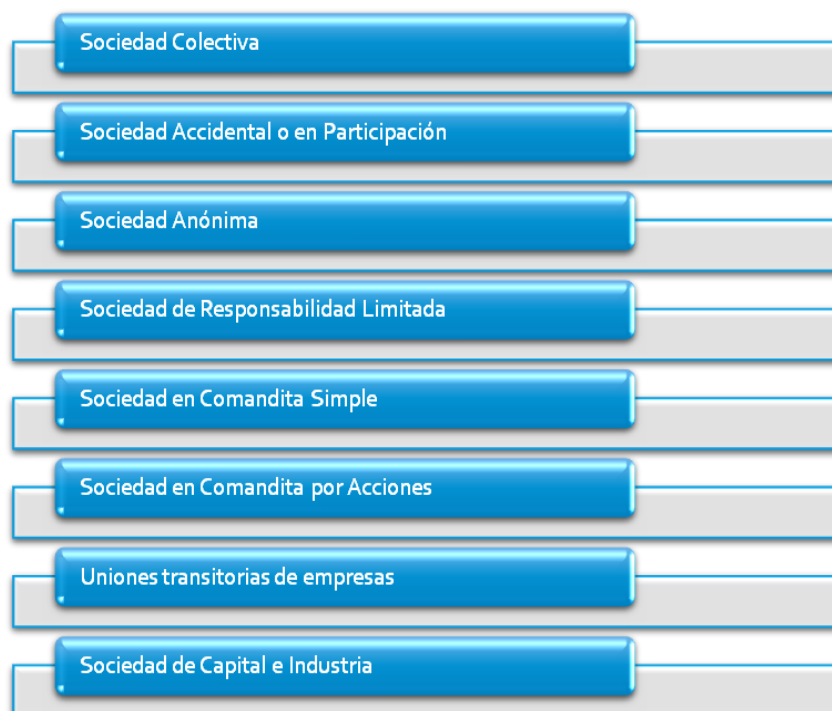 Sociedad Colectiva
Sociedad Accidental o en Participación
Sociedad Anónima
Sociedad de Responsabilidad Limitada
Sociedad en Comandita Simple
Sociedad en Comandita por Acciones
Uniones transitorias de empresas
Sociedad de Capital e Industria